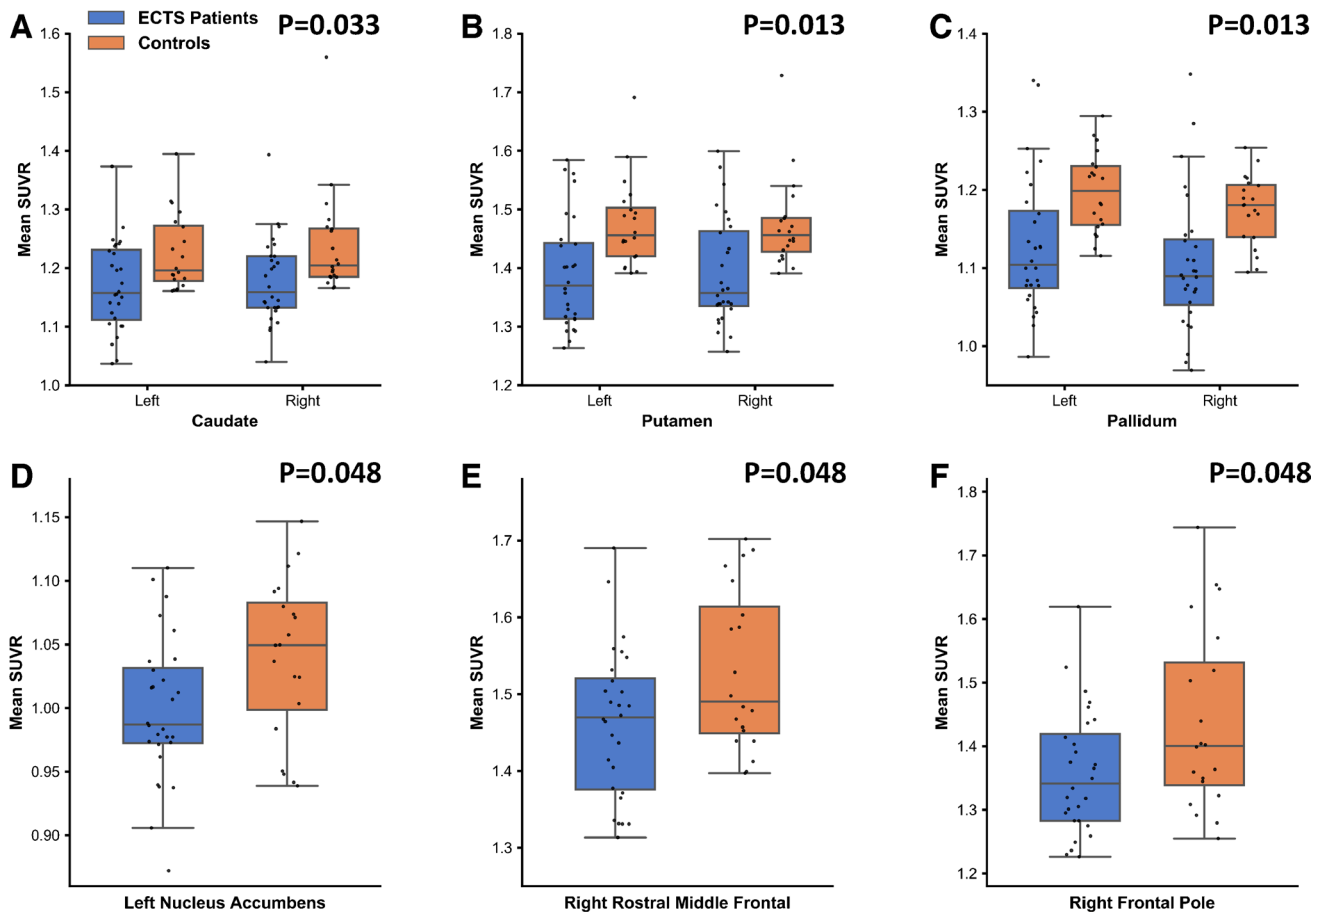 A
ECTS Patients
Controls
P=0.033
Mean SUVR
1.6
1.5
1.4
1.3
1.2
1.1
1.0
Left
Right
Caudate
B
P=0.013
Mean SUVR
1.8
1.7
1.6
1.5
1.4
1.3
1.2
Left
Right
Putamen
C
P=0.013
Mean SUVR
1.4
1.3
1.2
1.1
1.0
Left
Right
Pallidum
D
P=0.048
Mean SUVR
1.15
1.10
1.05
1.00
0.95
0.90
Left Nucleus Accumbens
E
P=0.048
Mean SUVR
1.7
1.6
1.5
1.4
1.3
Right Rostral Middle Frontal
F
P=0.048
Mean SUVR
1.8
1.7
1.6
1.5
1.4
1.3
1.2
Right Frontal Pole